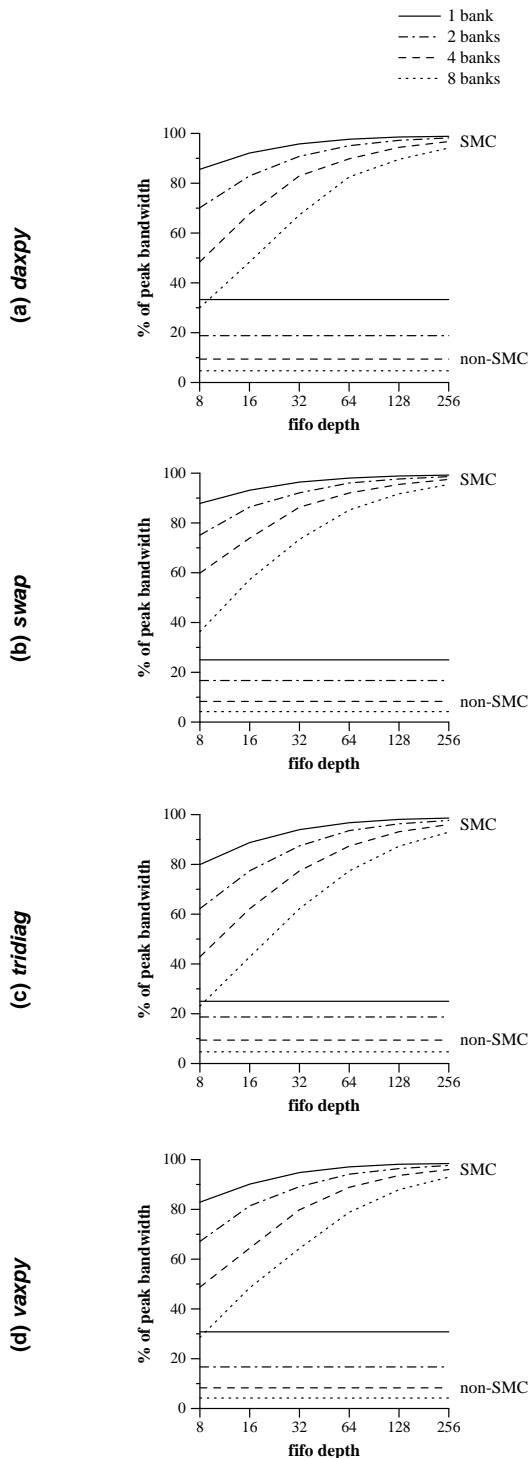 1 bank
2 banks
4 banks
8 banks
(a) daxpy
% of peak bandwidth
100
80
60
40
20
0
8 16 32 64 128 256
fifo depth
SMC
non-SMC
(b) swap
% of peak bandwidth
100
80
60
40
20
0
8 16 32 64 128 256
fifo depth
SMC
non-SMC
(c) tridiag
% of peak bandwidth
100
80
60
40
20
0
8 16 32 64 128 256
fifo depth
SMC
non-SMC
(d) vaxpy
% of peak bandwidth
100
80
60
40
20
0
8 16 32 64 128 256
fifo depth
SMC
non-SMC